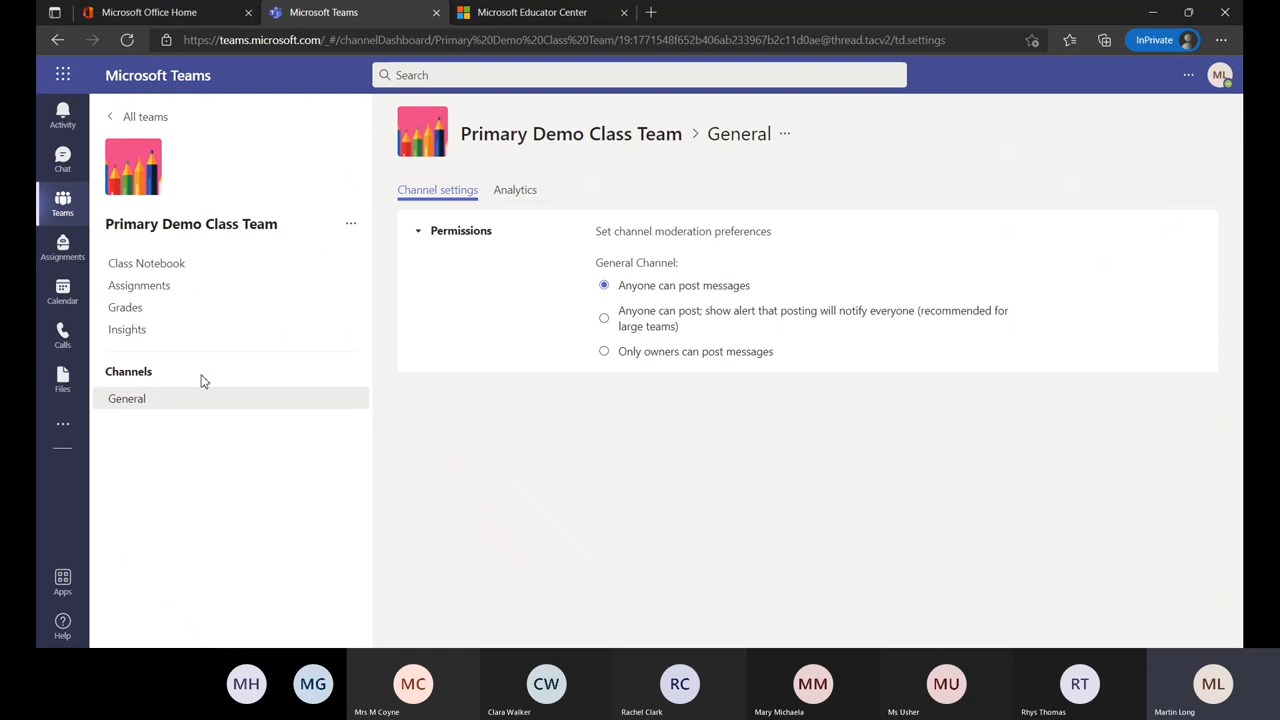 Microsoft Office Home
Microsoft Teams
Microsoft Educator Center
https://teams.microsoft.com/_#/channelDashboard/Primary%20Demo%20Class%20Team/19:1771548f652b406ab233967b2c11d0ae@thread.tacv2/td.settings
InPrivate
Microsoft Teams
Search
ML
Activity
Chat
Teams
Assignments
Calendar
Calls
Files
Apps
Help
All teams
Primary Demo Class Team
Class Notebook
Assignments
Grades
Insights
Channels
General
Primary Demo Class Team > General
Channel settings
Analytics
Permissions
Set channel moderation preferences
General Channel:
Anyone can post messages
Anyone can post; show alert that posting will notify everyone (recommended for
large teams)
Only owners can post messages
MH
MG
MC
Mrs M Coyne
CW
Clara Walker
RC
Rachel Clark
MM
Mary Michaela
MU
Ms Usher
RT
Rhys Thomas
ML
Martin Long